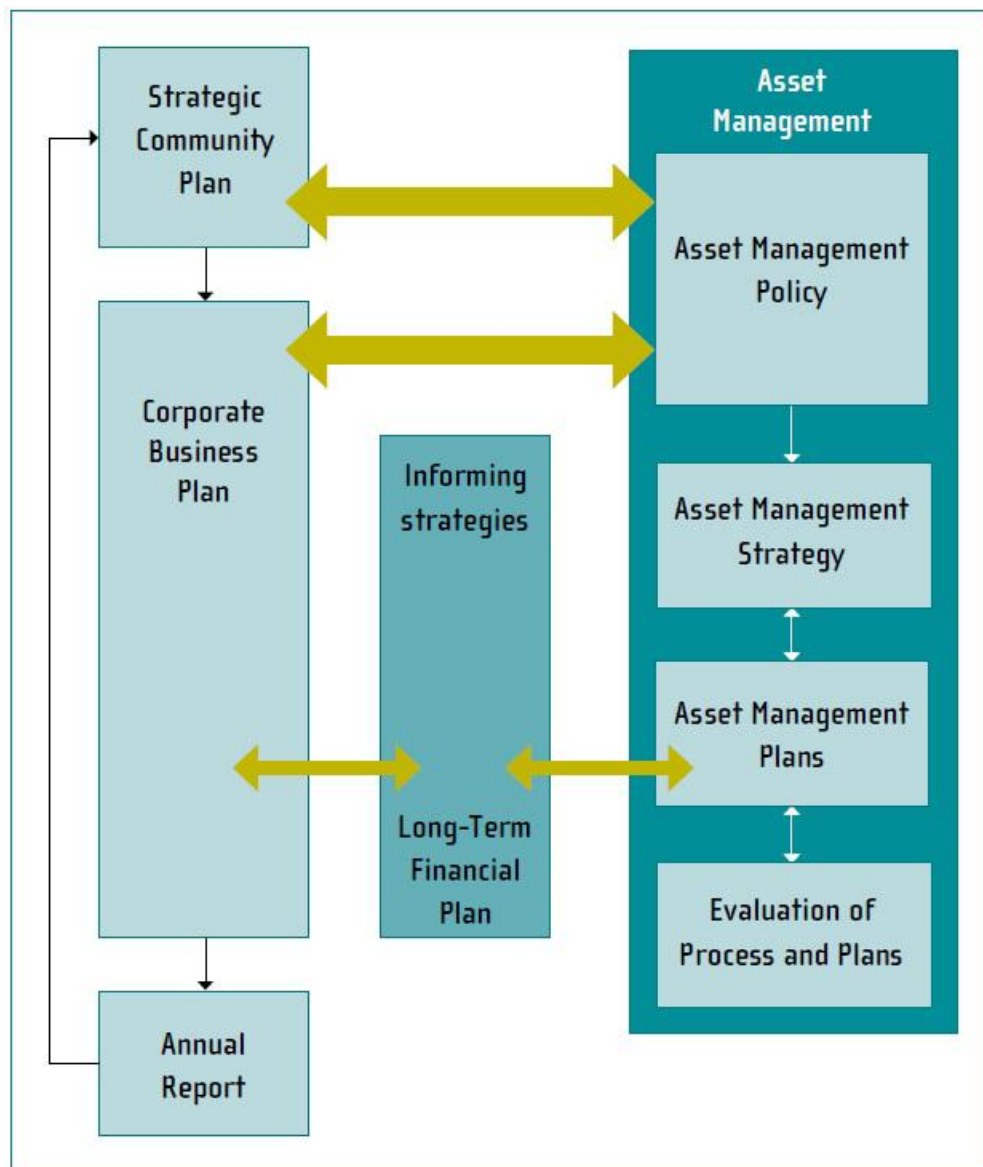 Strategic
Community
Plan
Corporate
Business
Plan
Annual
Report
Informing
strategies
Long-Term
Financial
Plan
Asset
Management
Asset Management
Policy
Asset Management
Strategy
Asset Management
Plans
Evaluation of
Process and Plans